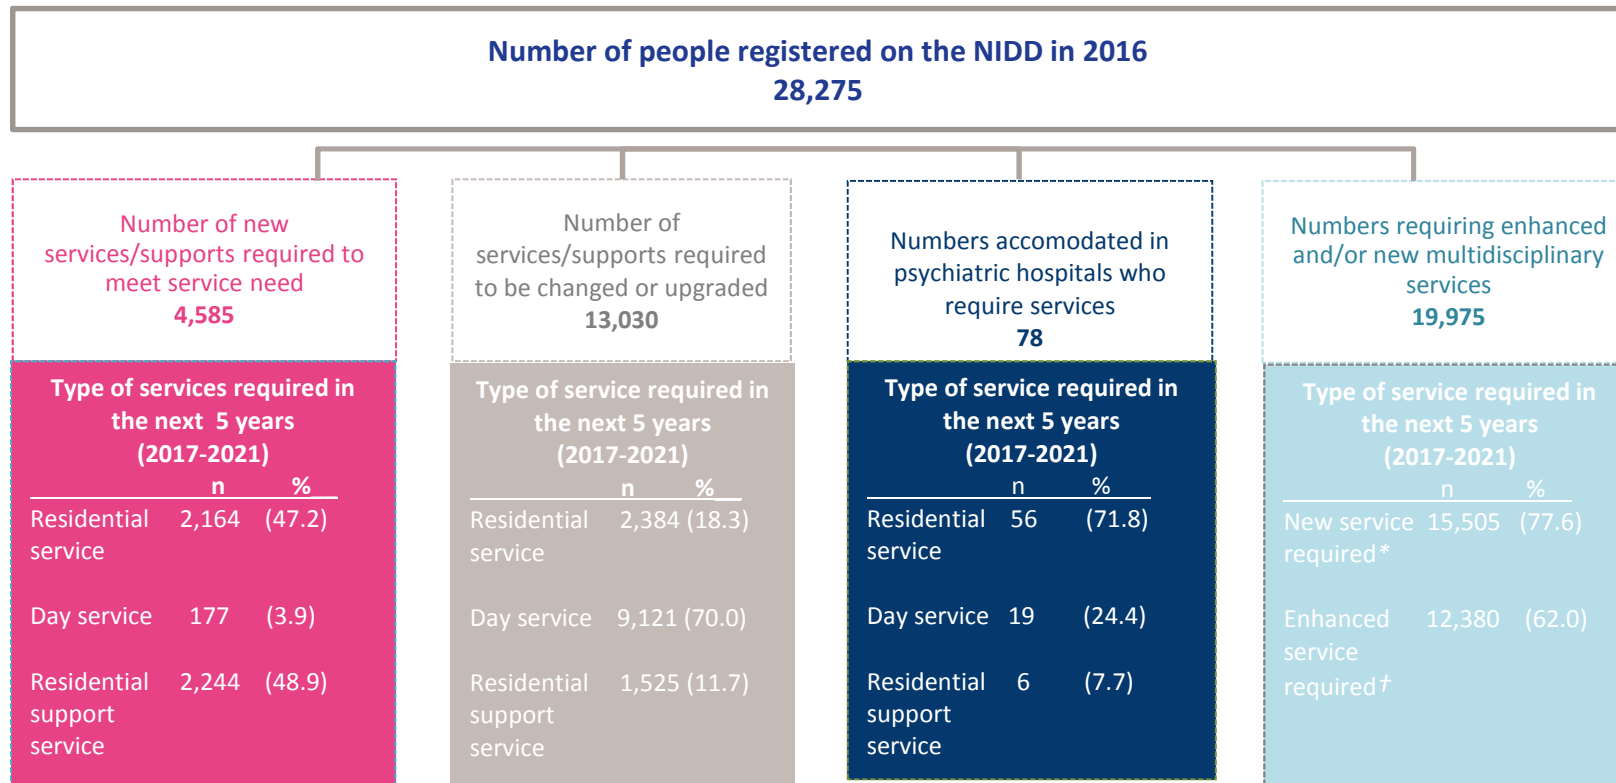 Number of people registered on the NIDD in 2016
28,275
Number of new
services/supports required to
meet service need
4,585
Type of services required in
the next 5 years
(2017-2021)
n %
Residential 2,164 (47.2)
service
Day service 177 (3.9)
Residential 2,244 (48.9)
support
service
Number of
services/supports required
to be changed or upgraded
13,030
Type of service required in
the next 5 years
(2017-2021)
n %
Residential 2,384 (18.3)
service
Day service 9,121 (70.0)
Residential 1,525 (11.7)
support
service
Numbers accomodated in
psychiatric hospitals who
require services
78
Type of service required in
the next 5 years
(2017-2021)
n %
Residential 56 (71.8)
service
Day service 19 (24.4)
Residential 6 (7.7)
support
service
Numbers requiring enhanced
and/or new multidisciplinary
services
19,975
Type of service required in
the next 5 years
(2017-2021)
n %
New service 15,505 (77.6)
required*
Enhanced 12,380 (62.0)
service
required†